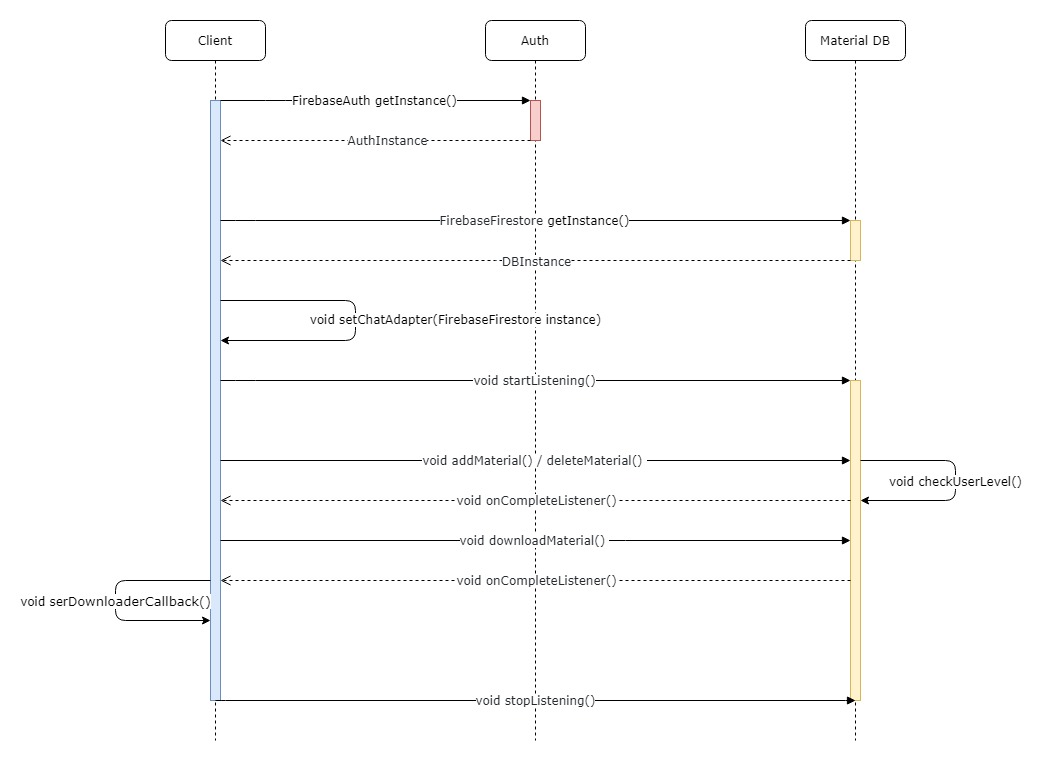 Client
Auth
Material DB
FirebaseAuth getInstance()
AuthInstance
FirebaseFirestore getInstance()
DBInstance
void setChatAdapter(FirebaseFirestore instance)
void startListening()
void addMaterial() / deleteMaterial()
void checkUserLevel()
void onCompleteListener()
void downloadMaterial()
void onCompleteListener()
void serDownloaderCallback()
void stopListening()